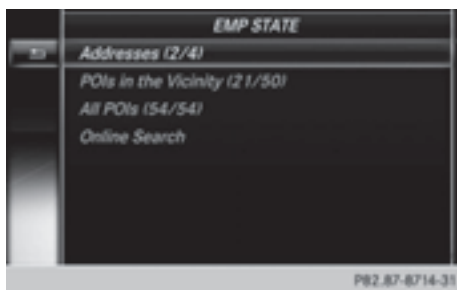 EMP STATE
Addresses (2/4)
POIs in the Vicinity (21/50)
All POIs (54/54)
Online Search
P82.87-8714-31